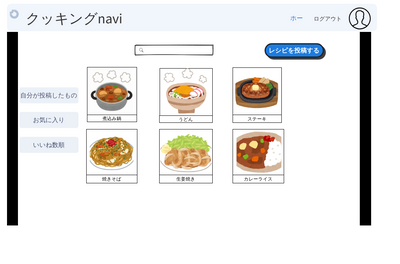 クッキングnavi
ホー
ログアウト
レシピを投稿する
自分が投稿したもの
お気に入り
いいね数順
煮込み鍋
うどん
ステーキ
焼きそば
生姜焼き
カレーライス